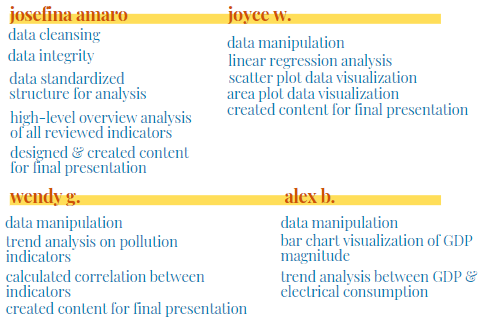 josefina amaro
data cleansing
data integrity
data standardized
structure for analysis
high-level overview analysis
of all reviewed indicators
designed & created content
for final presentation
joyce w.
data manipulation
linear regression analysis
scatter plot data visualization
area plot data visualization
created content for final presentation
wendy g.
data manipulation
trend analysis on pollution
indicators
calculated correlation between
indicators
created content for final presentation
alex b.
data manipulation
bar chart visualization of GDP
magnitude
trend analysis between GDP &
electrical consumption